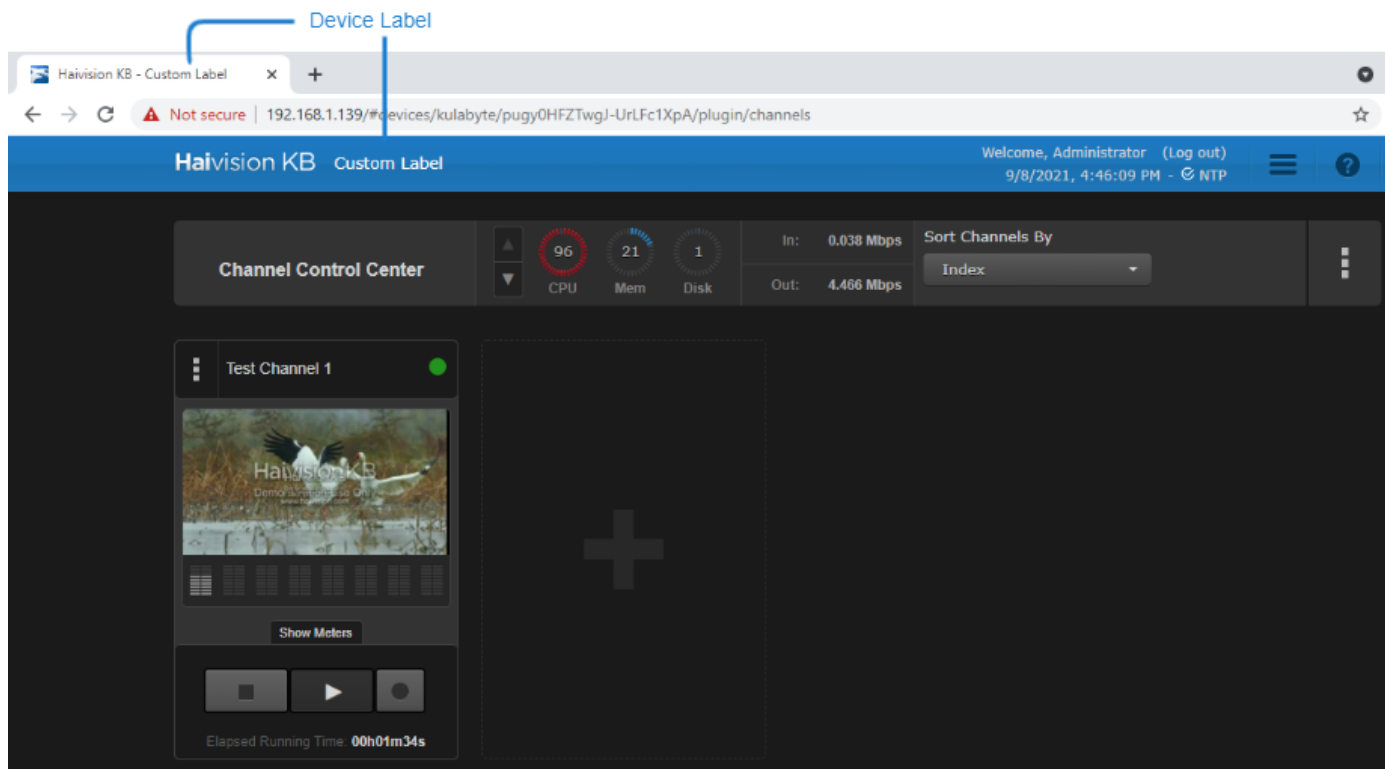 Device Label
Haivision KB - Custom Label
Not secure | 192.168.1.139/#devices/kulabyte/pugy0HFZTwgJ-UrLFc1XpA/plugin/channels
Haivision KB Custom Label
Welcome, Administrator (Log out)
9/8/2021, 4:46:09 PM - NTP
Channel Control Center
96 21 1
CPU Mem Disk
In: 0.038 Mbps
Out: 4.466 Mbps
Sort Channels By
Index
Test Channel 1
Haivision KB
Show Meters
Elapsed Running Time: 00h01m34s